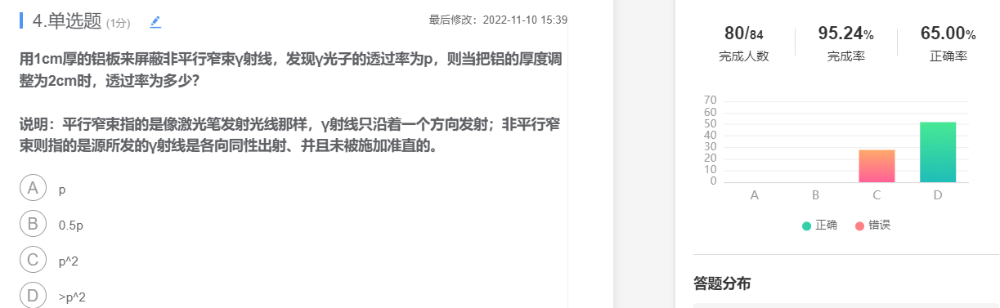 4.单选题 (1分)
最后修改：2022-11-10 15:39
用1cm厚的铝板来屏蔽非平行窄束γ射线，发现γ光子的透过率为p，则当把铝的厚度调
整为2cm时，透过率为多少？
说明：平行窄束指的是像激光笔发射光线那样，γ射线只沿着一个方向发射；非平行窄
束则指的是源所发的γ射线是各向同性出射、并且未被施加准直的。
A p
B 0.5p
C p^2
D >p^2
80/84 95.24% 65.00%
完成人数 完成率 正确率
70
60
50
40
30
20
10
0
A B C D
正确 错误
答题分布